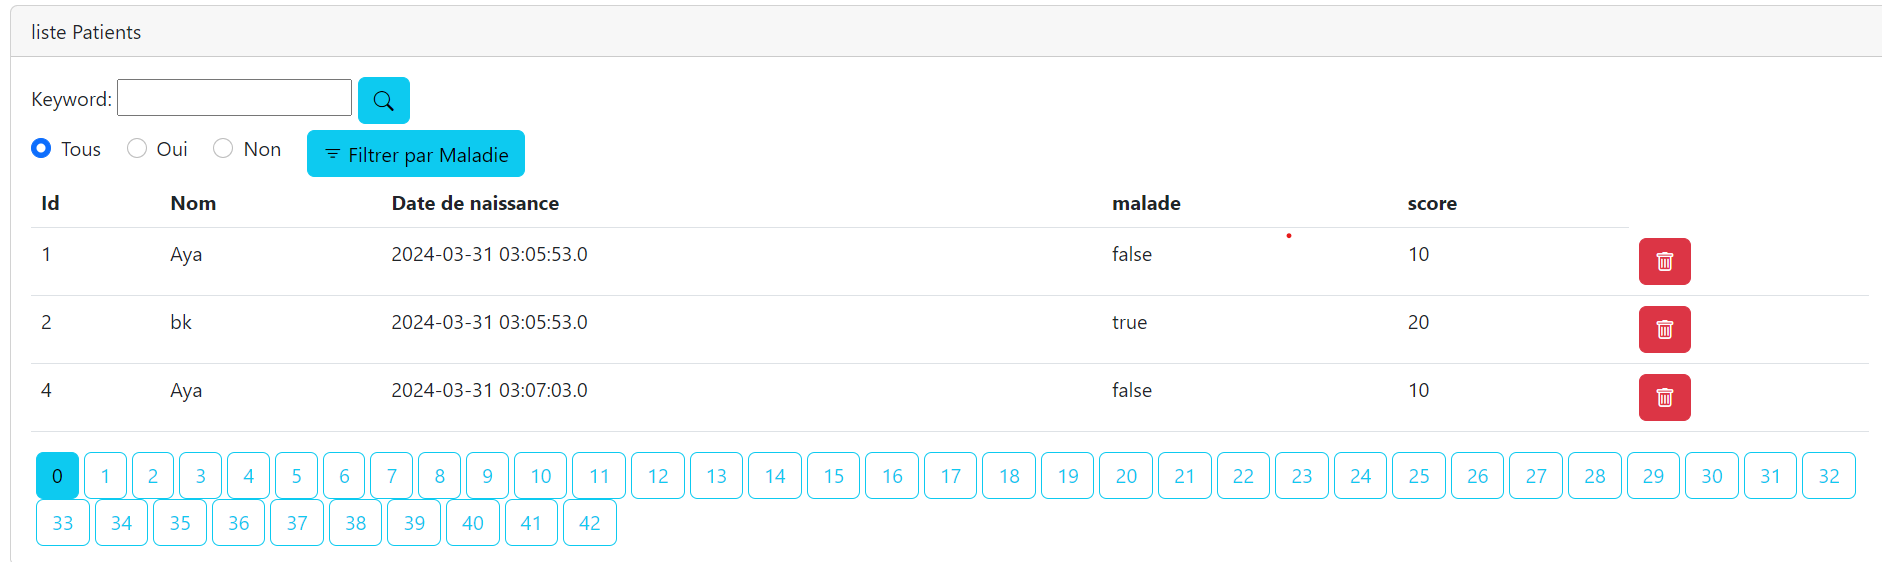 liste Patients
Keyword:
Tous Oui Non Filtrer par Maladie
Id Nom Date de naissance malade score
1 Aya 2024-03-31 03:05:53.0 false 10
2 bk 2024-03-31 03:05:53.0 true 20
4 Aya 2024-03-31 03:07:03.0 false 10
0 1 2 3 4 5 6 7 8 9 10 11 12 13 14 15 16 17 18 19 20 21 22 23 24 25 26 27 28 29 30 31 32
33 34 35 36 37 38 39 40 41 42